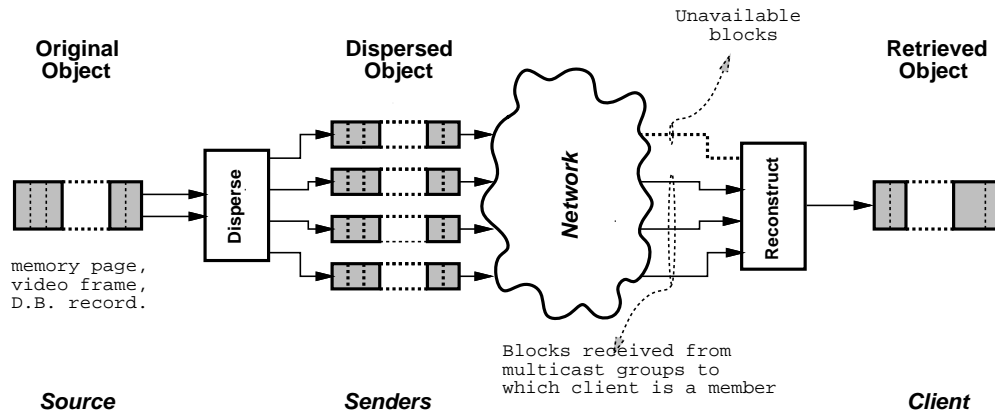 Unavailable
blocks
Original
Object
Dispersed
Object
Retrieved
Object
Disperse
Network
Reconstruct
memory page,
video frame,
D.B. record.
Blocks received from
multicast groups to
which client is a member
Source
Senders
Client